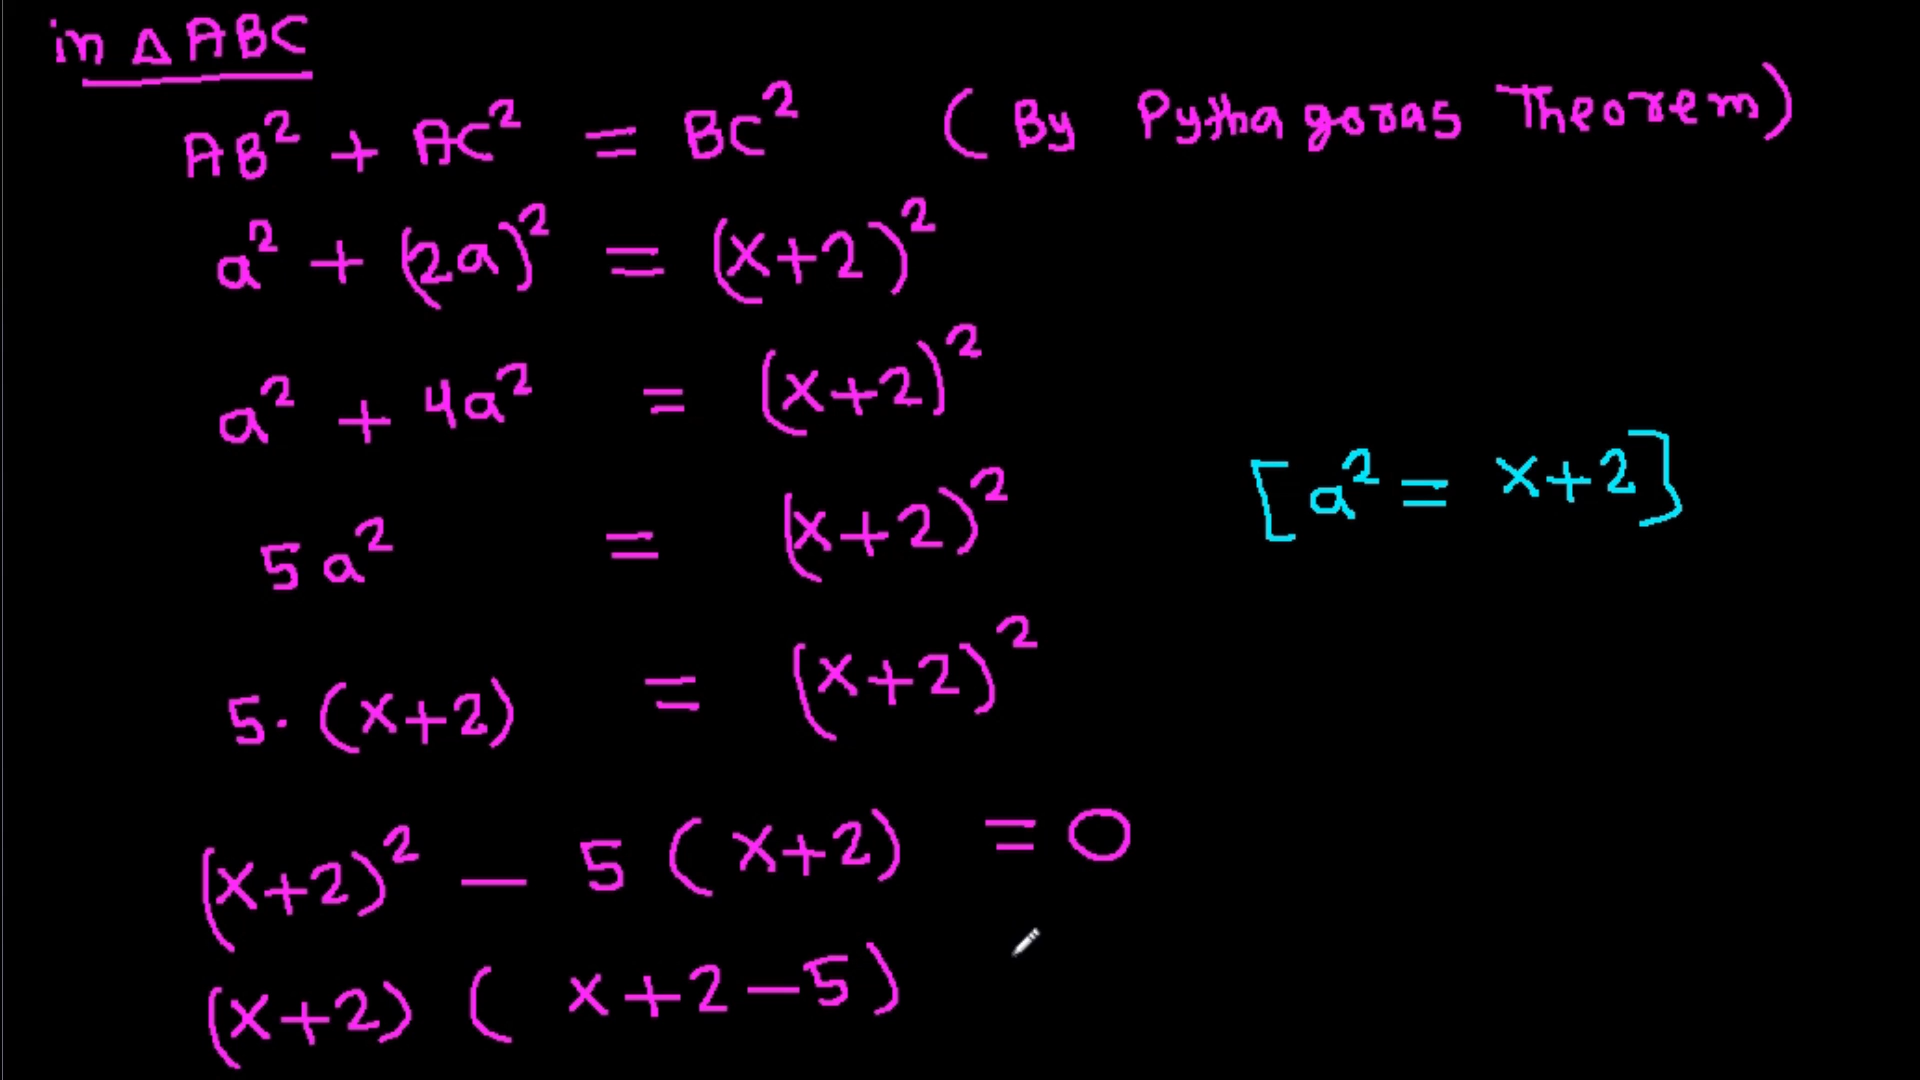 in △ ABC
AB² + AC² = BC² (By Pythagoras Theorem)
a² + (2a)² = (x+2)²
a² + 4a² = (x+2)²
[a² = x+2]
5a² = (x+2)²
5·(x+2) = (x+2)²
(x+2)² − 5(x+2) = 0
(x+2)(x+2−5)